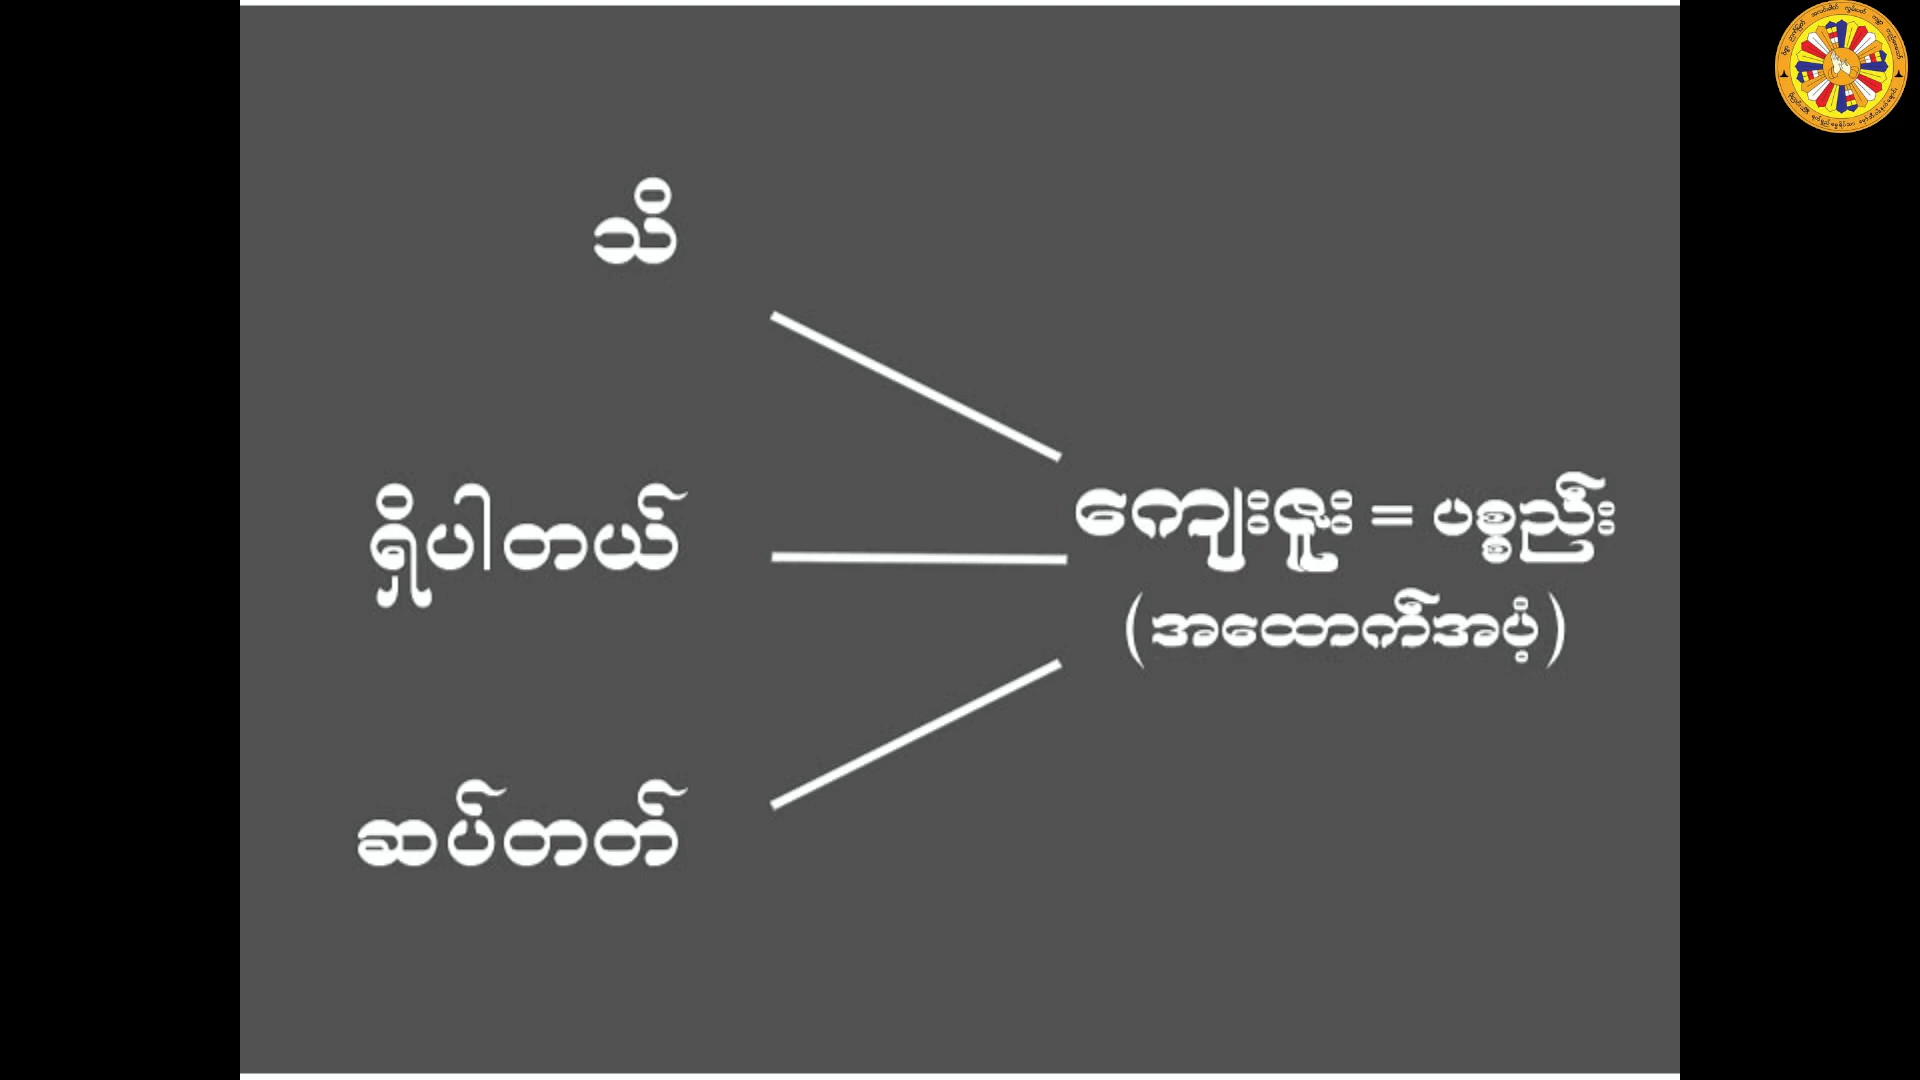 သိ
ရှိပါတယ်
ကျေးဇူး = ပစ္စည်း
(အထောက်အပံ့)
ဆပ်တတ်